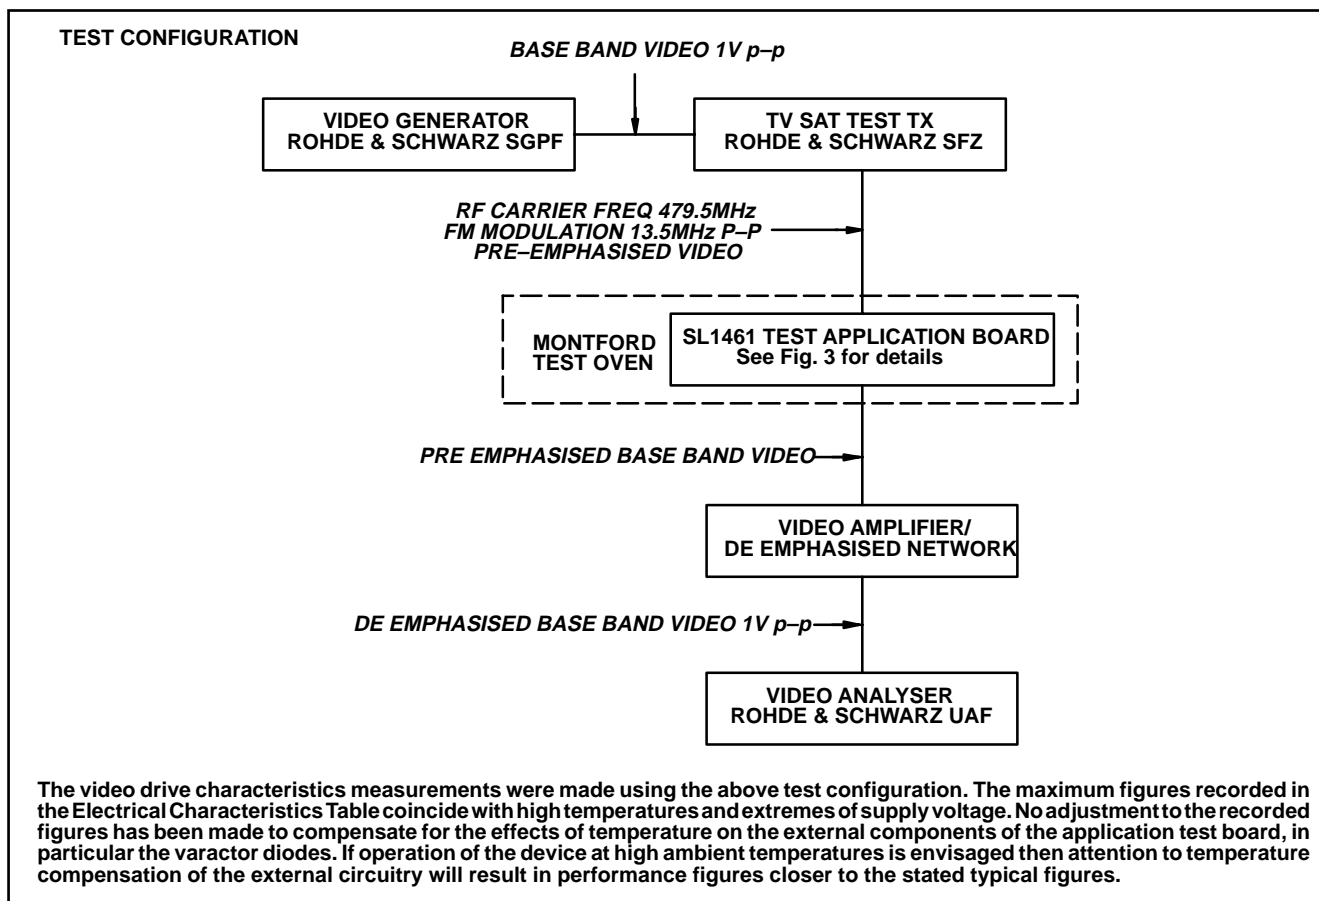 TEST CONFIGURATION
BASE BAND VIDEO 1V p–p
VIDEO GENERATOR
ROHDE & SCHWARZ SGPF
TV SAT TEST TX
ROHDE & SCHWARZ SFZ
RF CARRIER FREQ 479.5MHz
FM MODULATION 13.5MHz P–P
PRE–EMPHASISED VIDEO
MONTFORD
TEST OVEN
SL1461 TEST APPLICATION BOARD
See Fig. 3 for details
PRE EMPHASISED BASE BAND VIDEO
VIDEO AMPLIFIER/
DE EMPHASISED NETWORK
DE EMPHASISED BASE BAND VIDEO 1V p–p
VIDEO ANALYSER
ROHDE & SCHWARZ UAF
The video drive characteristics measurements were made using the above test configuration. The maximum figures recorded in
the Electrical Characteristics Table coincide with high temperatures and extremes of supply voltage. No adjustment to the recorded
figures has been made to compensate for the effects of temperature on the external components of the application test board, in
particular the varactor diodes. If operation of the device at high ambient temperatures is envisaged then attention to temperature
compensation of the external circuitry will result in performance figures closer to the stated typical figures.